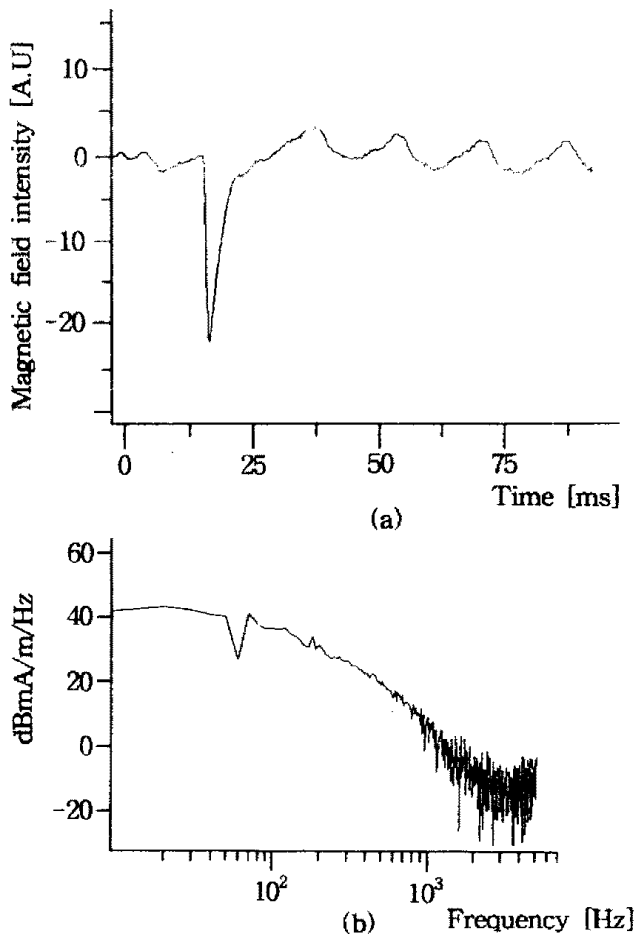 Magnetic field intensity [A.U]
10
0
-10
-20
0 25 50 75
Time [ms]
(a)
dBmA/m/Hz
60
40
20
0
-20
10² 10³
(b) Frequency [Hz]